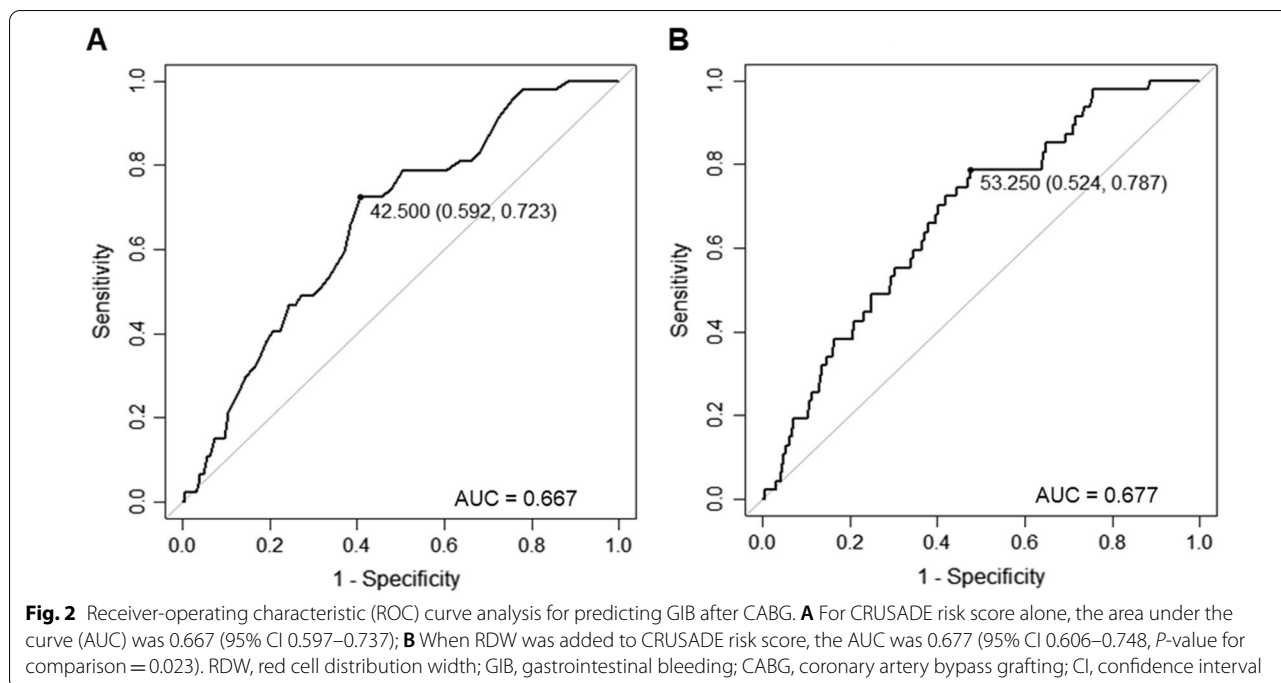 A
B
1.0
0.8
0.6
0.4
0.2
0.0
Sensitivity
42.500 (0.592, 0.723)
AUC = 0.667
0.0 0.2 0.4 0.6 0.8 1.0
1 - Specificity
1.0
0.8
0.6
0.4
0.2
0.0
Sensitivity
53.250 (0.524, 0.787)
AUC = 0.677
0.0 0.2 0.4 0.6 0.8 1.0
1 - Specificity
Fig. 2 Receiver-operating characteristic (ROC) curve analysis for predicting GIB after CABG. A For CRUSADE risk score alone, the area under the
curve (AUC) was 0.667 (95% CI 0.597–0.737); B When RDW was added to CRUSADE risk score, the AUC was 0.677 (95% CI 0.606–0.748, P-value for
comparison = 0.023). RDW, red cell distribution width; GIB, gastrointestinal bleeding; CABG, coronary artery bypass grafting; CI, confidence interval